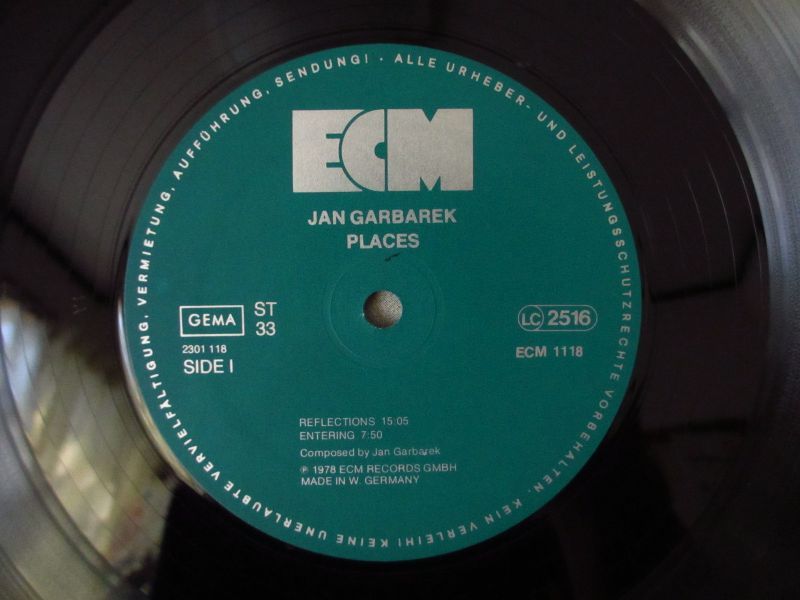 ALLE URHEBER- UND LEISTUNGSSCHUTZRECHTE VORBEHALTEN. KEIN VERLEIH! KEINE UNERLAUBTE VERVIELFÄLTIGUNG, VERMIETUNG, AUFFÜHRUNG, SENDUNG! ·
ECM
JAN GARBAREK
PLACES
GEMA
ST
33
2301 118
SIDE I
LC 2516
ECM 1118
REFLECTIONS 15:05
ENTERING 7:50
Composed by Jan Garbarek
℗ 1978 ECM RECORDS GMBH
MADE IN W. GERMANY